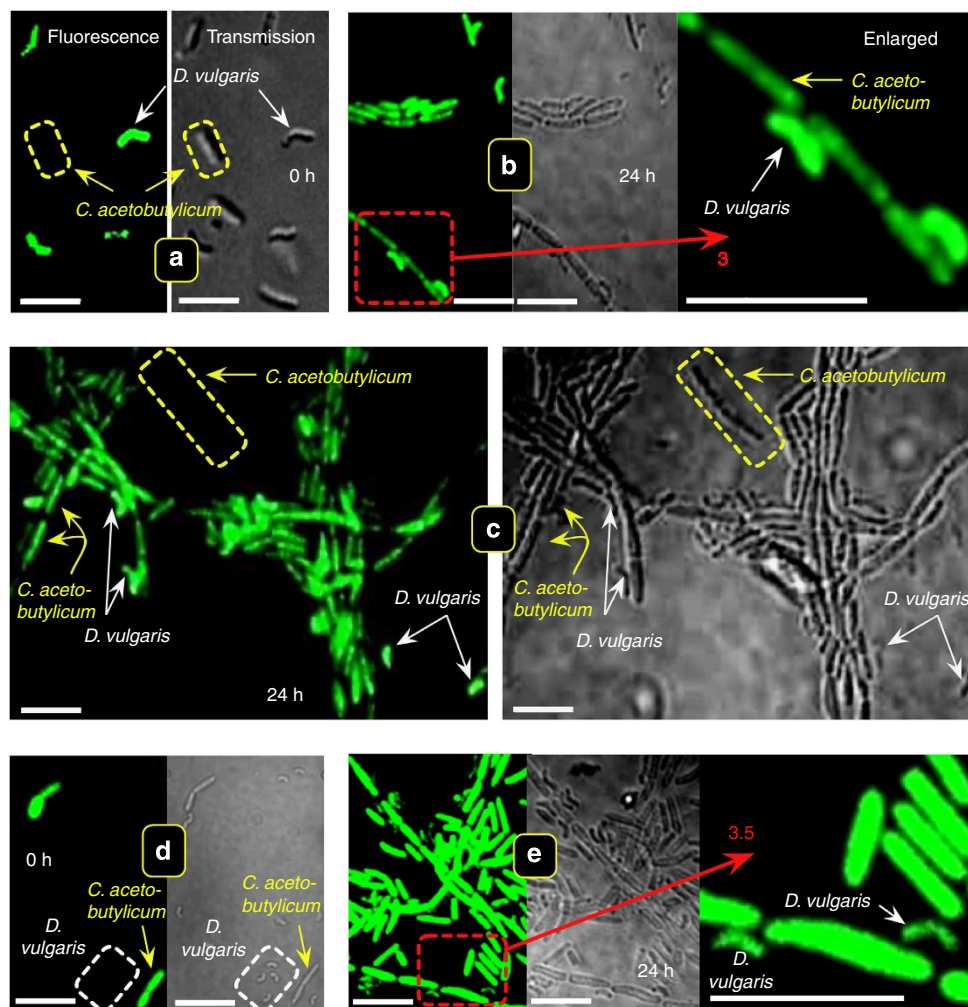 Fluorescence
Transmission
D. vulgaris
0 h
C. acetobutylicum
a
b
24 h
Enlarged
C. aceto-
butylicum
D. vulgaris
3
C. acetobutylicum
C. aceto-
butylicum
D. vulgaris
D. vulgaris
24 h
c
C. acetobutylicum
C. aceto-
butylicum
D. vulgaris
D. vulgaris
d
0 h
C. aceto-
butylicum
D.
vulgaris
C. aceto-
butylicum
D.
vulgaris
e
24 h
3.5
D. vulgaris
D.
vulgaris